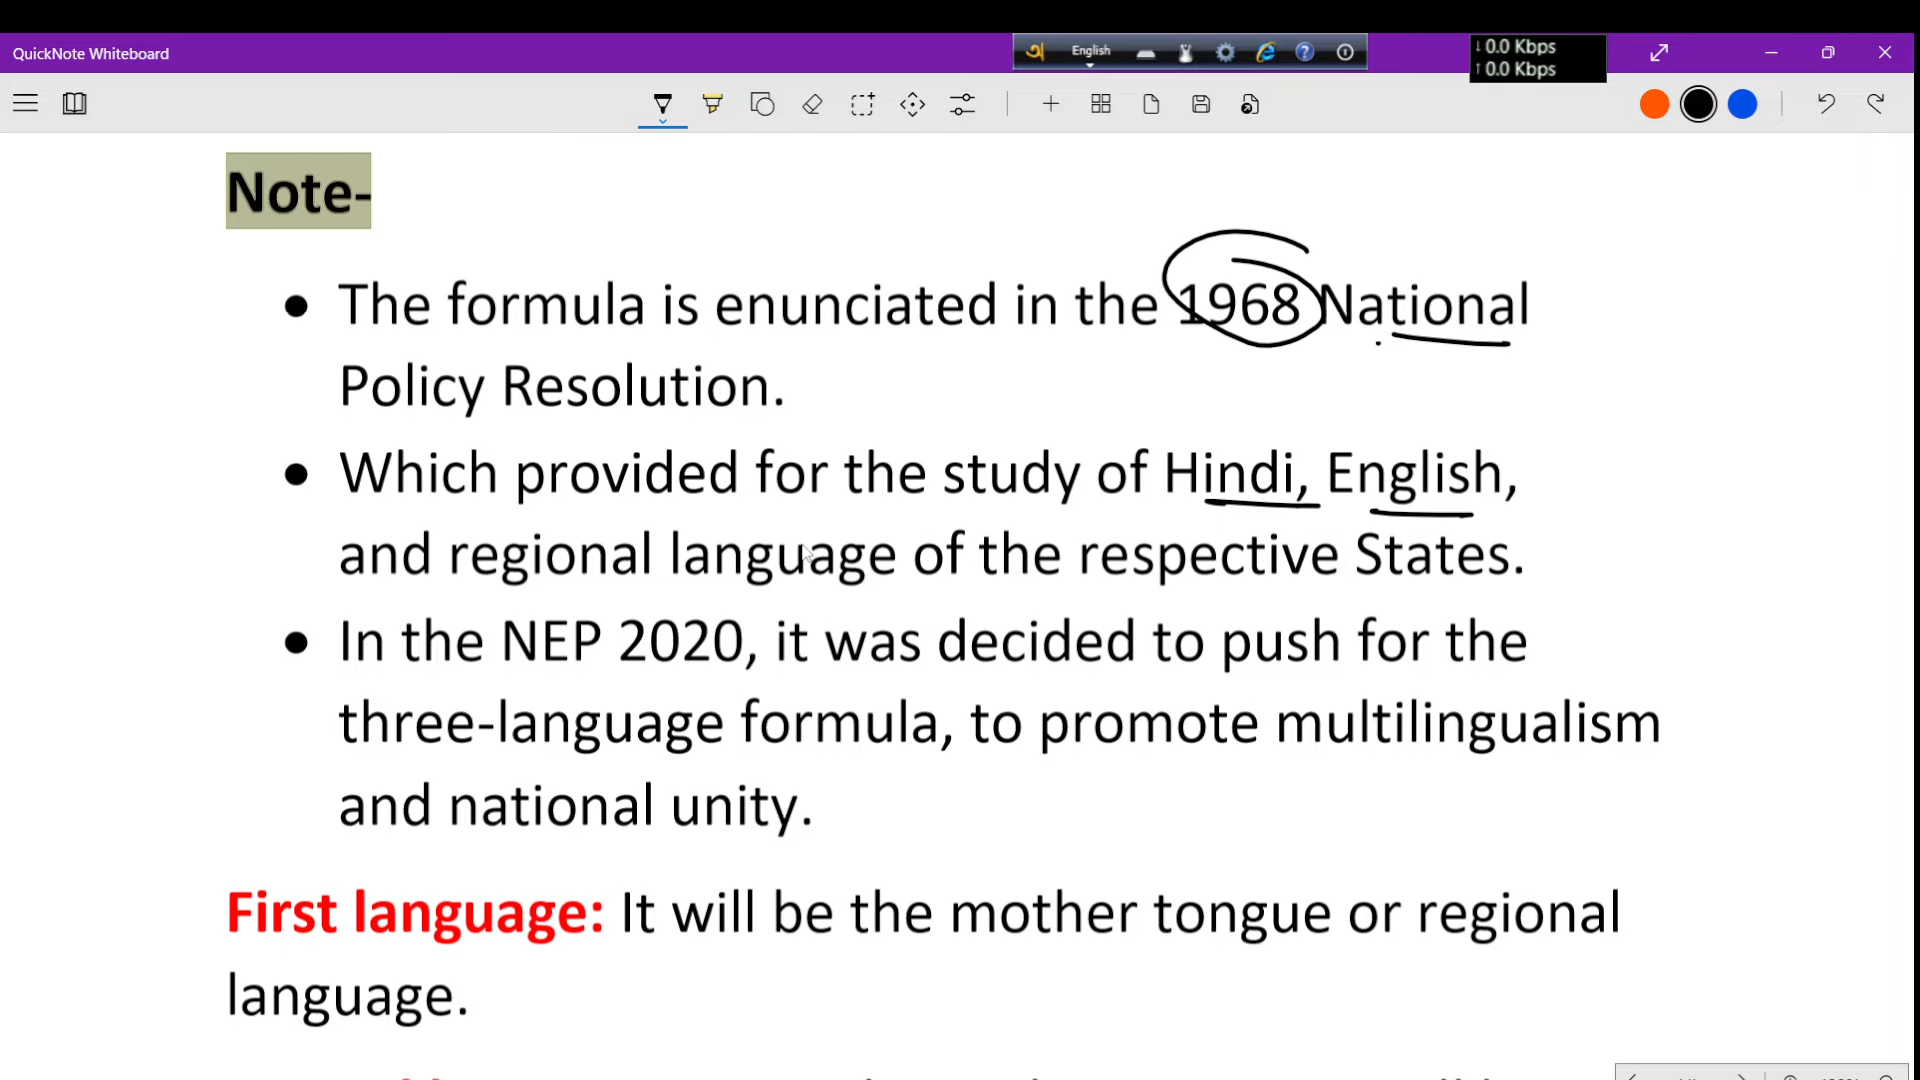 QuickNote Whiteboard
English
↓ 0.0 Kbps
↑ 0.0 Kbps
Note-
• The formula is enunciated in the 1968 National
Policy Resolution.
• Which provided for the study of Hindi, English,
and regional language of the respective States.
• In the NEP 2020, it was decided to push for the
three-language formula, to promote multilingualism
and national unity.
First language: It will be the mother tongue or regional
language.